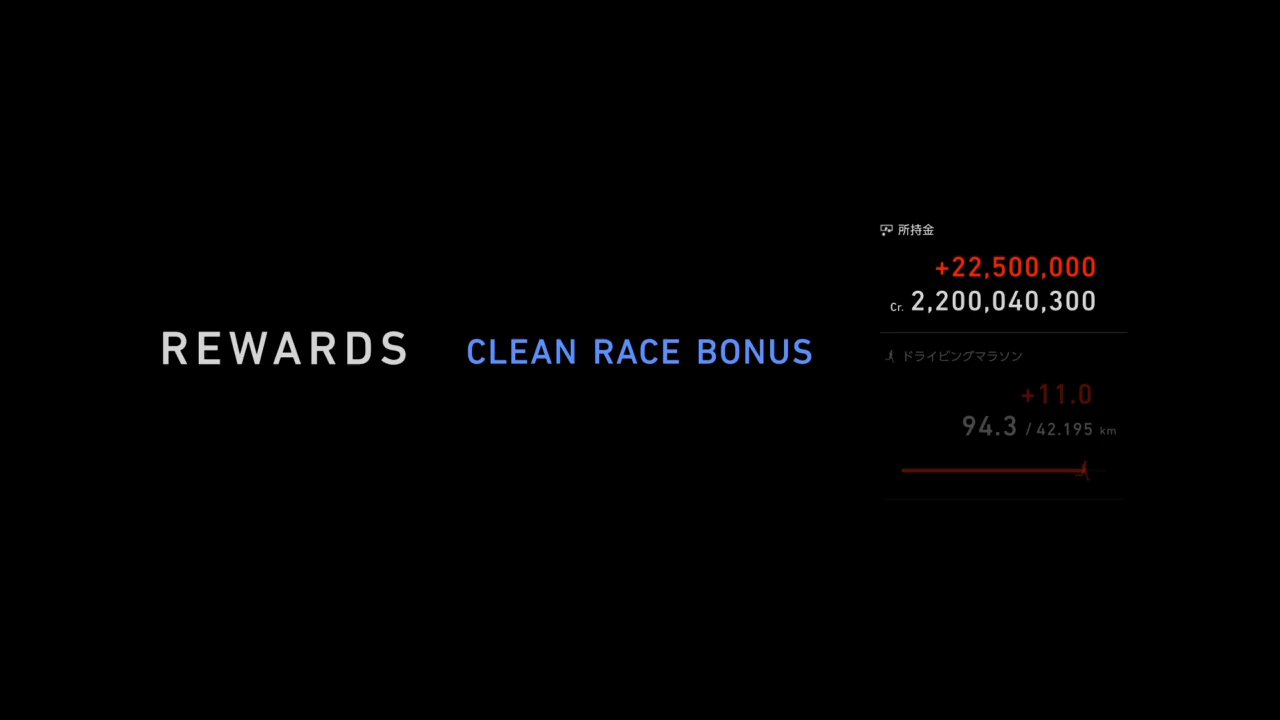 REWARDS
CLEAN RACE BONUS
所持金
+22,500,000
Cr. 2,200,040,300
ドライビングマラソン
+11.0
94.3 / 42.195 km